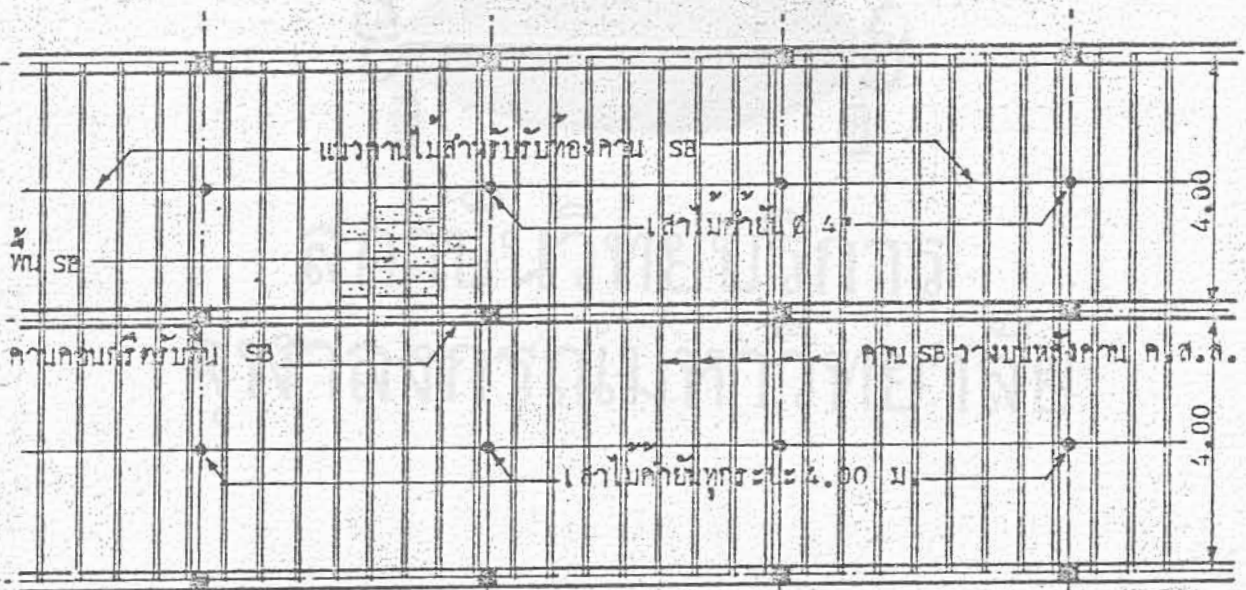 แนวคานไม้สำหรับรับท้องคาน SB
เสาไม้ค้ำยัน Ø 4"
4.00
พื้น SB
คานคอนกรีตรับพื้น SB
คาน SB วางบนหลังคาน ค.ส.ล.
4.00
เสาไม้ค้ำยันทุกระยะ 4.00 ม.